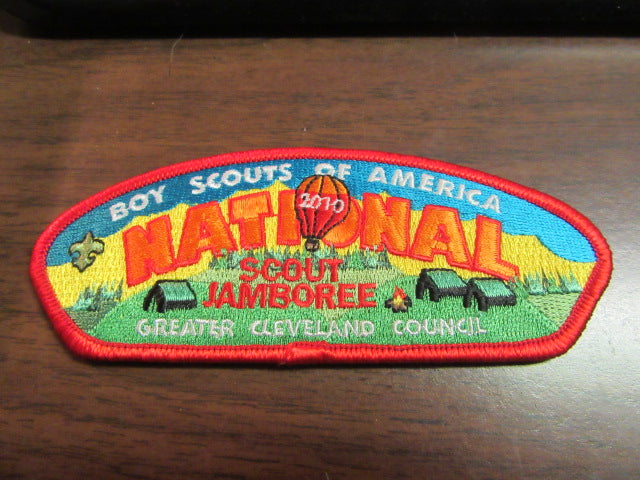 BOY SCOUTS OF AMERICA
2010
NATIONAL
SCOUT
JAMBOREE
GREATER CLEVELAND COUNCIL